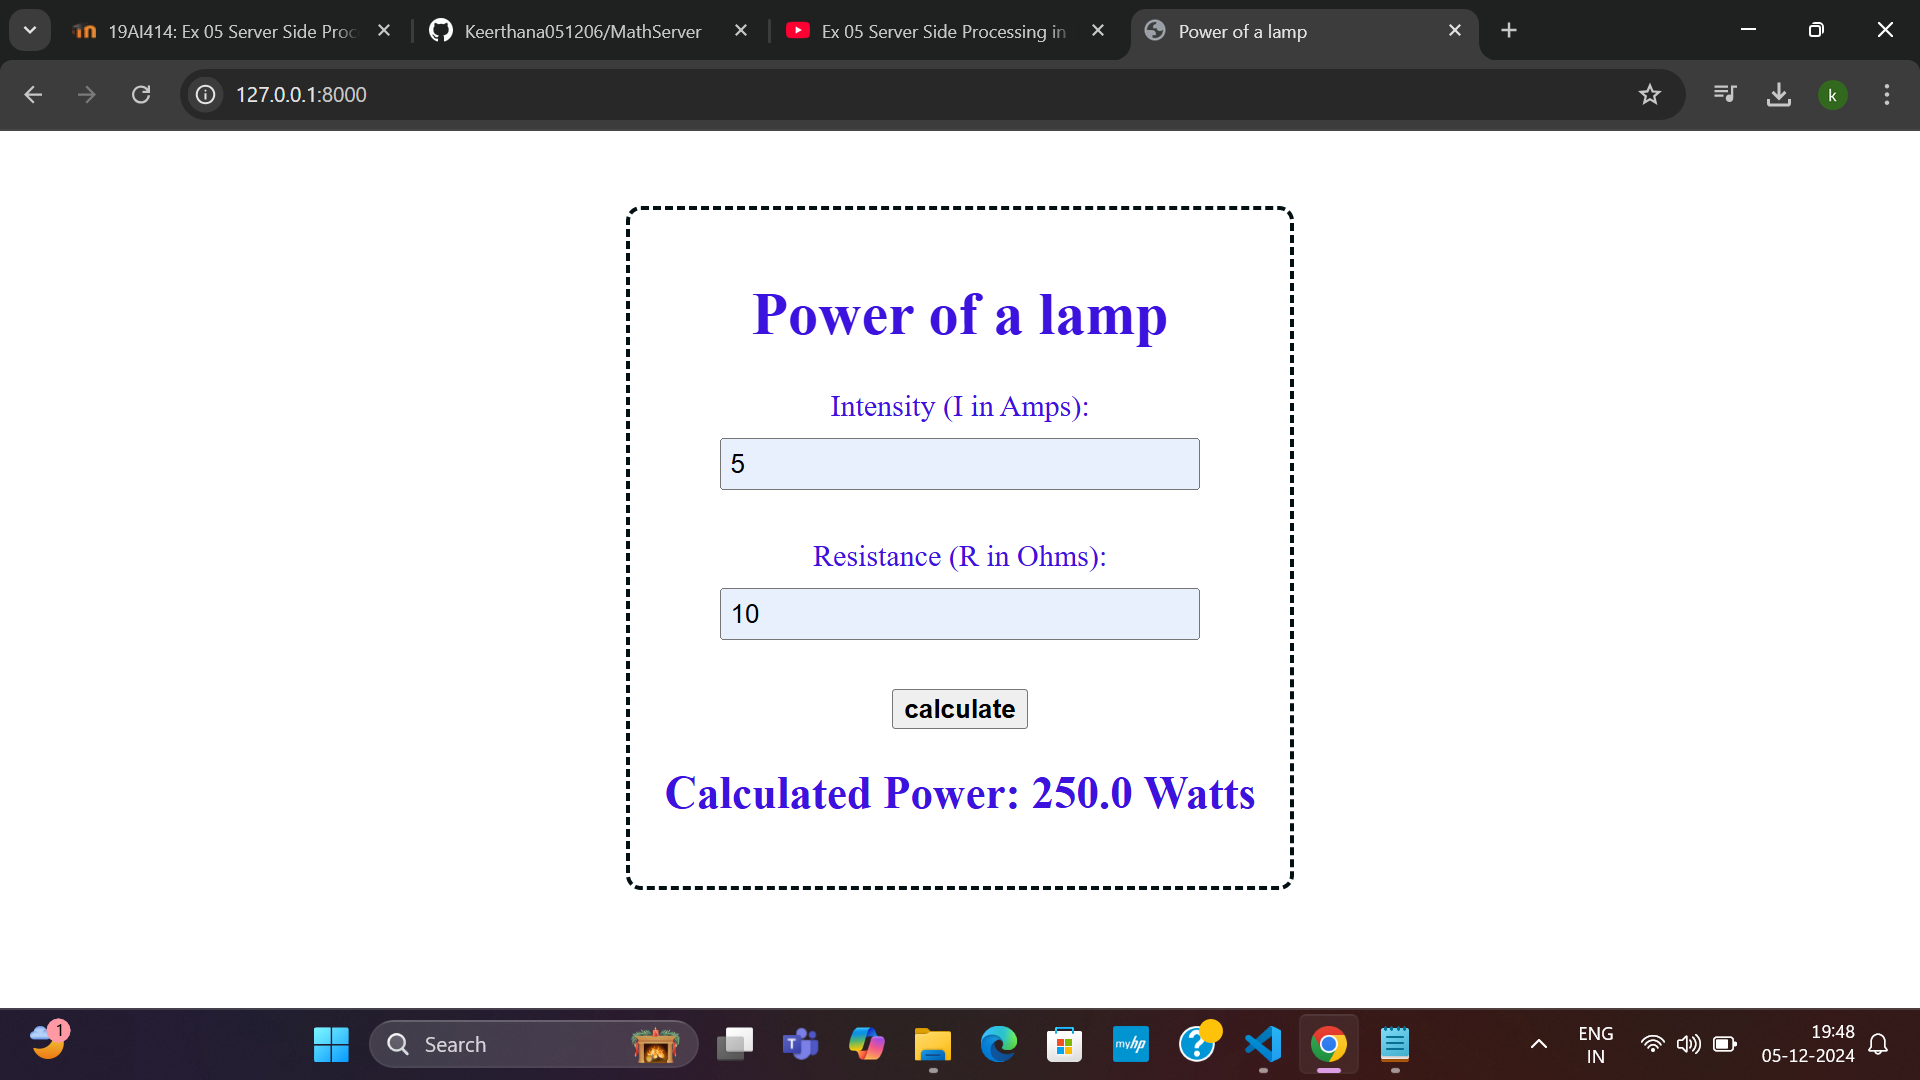 19AI414: Ex 05 Server Side Proc
Keerthana051206/MathServer
Ex 05 Server Side Processing in
Power of a lamp
127.0.0.1:8000
k
Power of a lamp
Intensity (I in Amps):
5
Resistance (R in Ohms):
10
calculate
Calculated Power: 250.0 Watts
1
Search
T
myhp
?
ENG
IN
19:48
05-12-2024